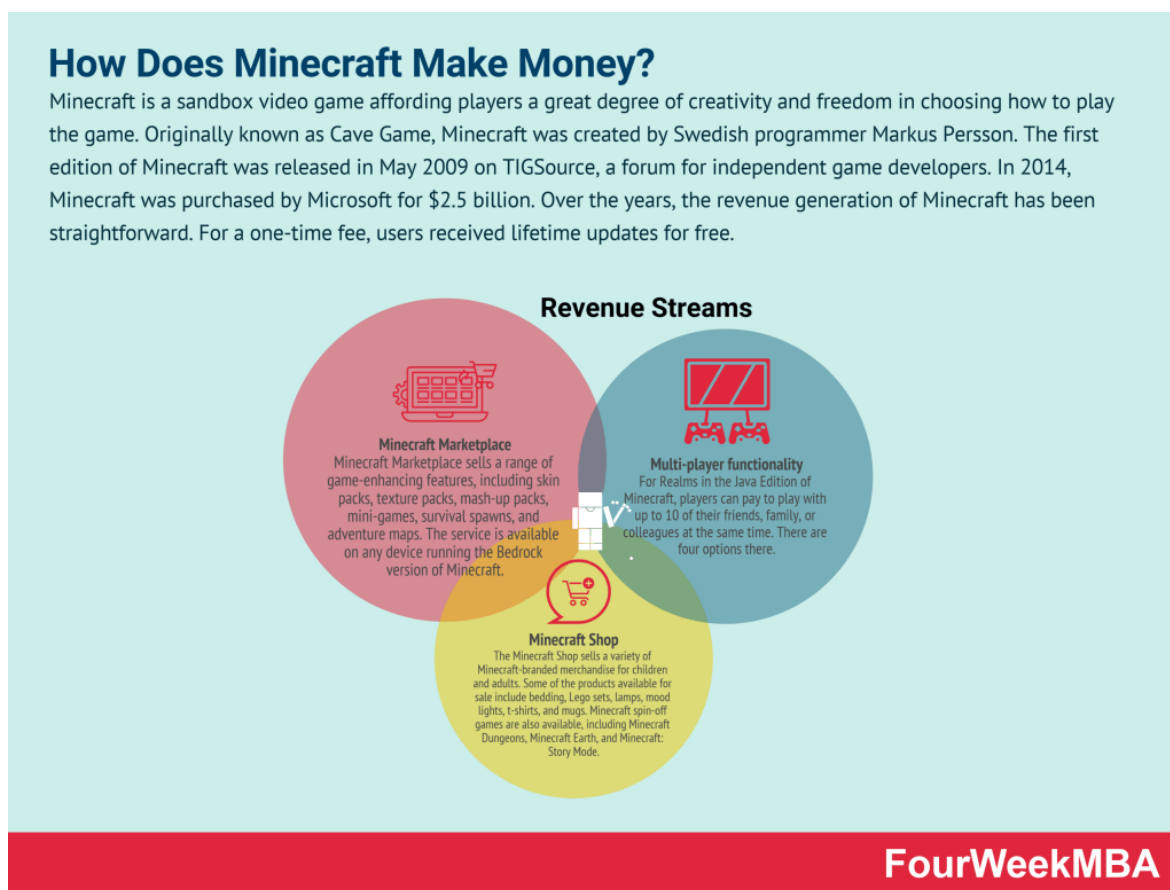 How Does Minecraft Make Money?
Minecraft is a sandbox video game affording players a great degree of creativity and freedom in choosing how to play
the game. Originally known as Cave Game, Minecraft was created by Swedish programmer Markus Persson. The first
edition of Minecraft was released in May 2009 on TIGSource, a forum for independent game developers. In 2014,
Minecraft was purchased by Microsoft for $2.5 billion. Over the years, the revenue generation of Minecraft has been
straightforward. For a one-time fee, users received lifetime updates for free.
Revenue Streams
Minecraft Marketplace
Minecraft Marketplace sells a range of
game-enhancing features, including skin
packs, texture packs, mash-up packs,
mini-games, survival spawns, and
adventure maps. The service is available
on any device running the Bedrock
version of Minecraft.
Multi-player functionality
For Realms in the Java Edition of
Minecraft, players can pay to play with
up to 10 of their friends, family, or
colleagues at the same time. There are
four options there.
Minecraft Shop
The Minecraft Shop sells a variety of
Minecraft-branded merchandise for children
and adults. Some of the products available for
sale include bedding, Lego sets, lamps, mood
lights, t-shirts, and mugs. Minecraft spin-off
games are also available, including Minecraft
Dungeons, Minecraft Earth, and Minecraft:
Story Mode.
FourWeekMBA